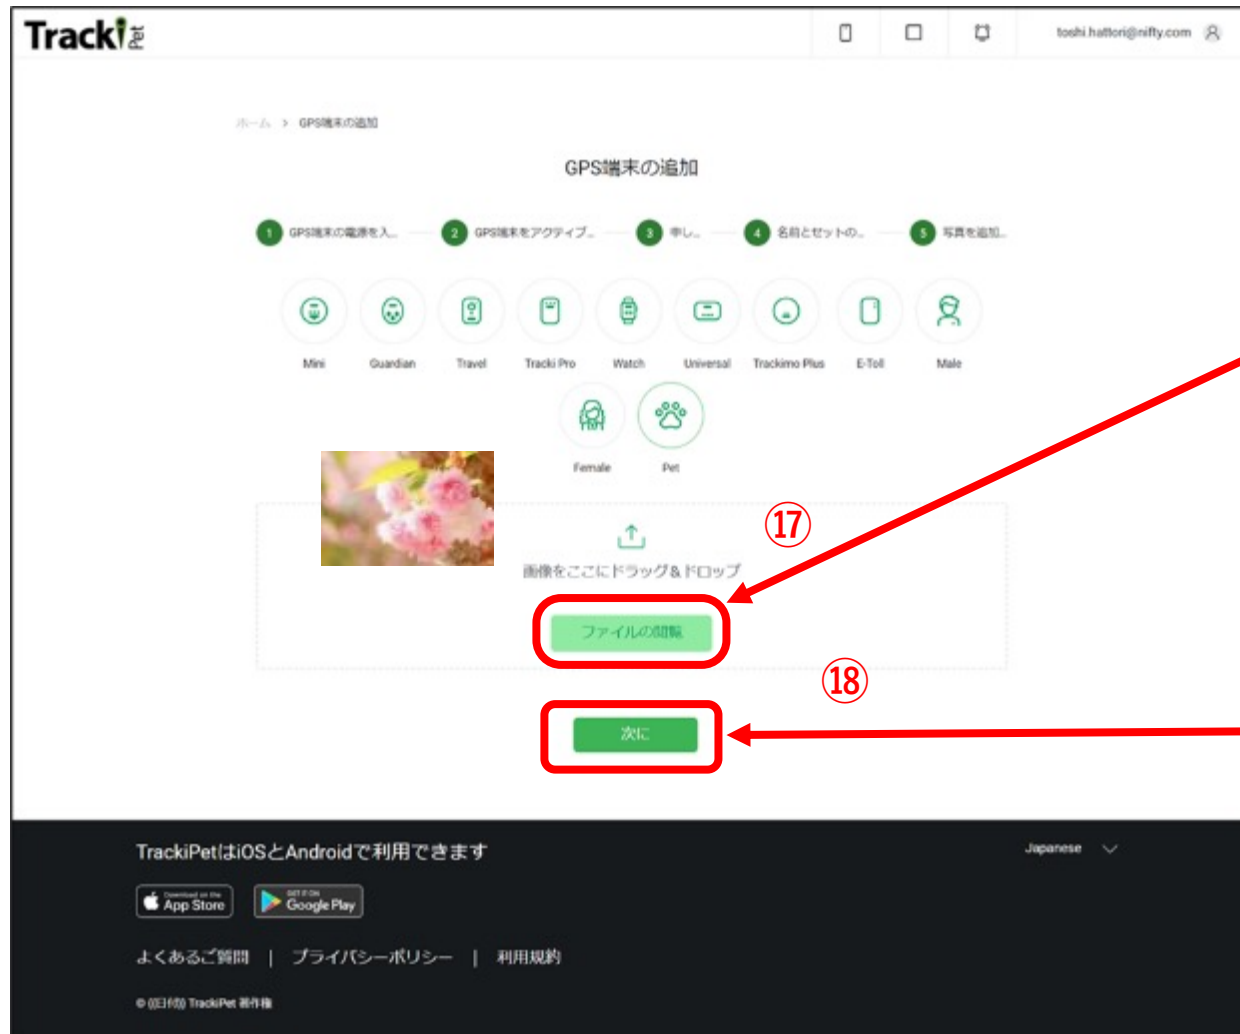 Tracki Pet
toshi.hattori@nifty.com
ホーム > GPS端末の追加
GPS端末の追加
1 GPS端末の電源を入... 2 GPS端末をアクティブ... 3 申し... 4 名前とセットの... 5 写真を追加...
Mini Guardian Travel Tracki Pro Watch Universal Trackimo Plus E-Toll Male
Female Pet
⑰
画像をここにドラッグ&ドロップ
ファイルの閲覧
⑱
次に
TrackiPetはiOSとAndroidで利用できます
Japanese
Download on the App Store
GET IT ON Google Play
よくあるご質問 | プライバシーポリシー | 利用規約
© {{日付}} TrackiPet 著作権